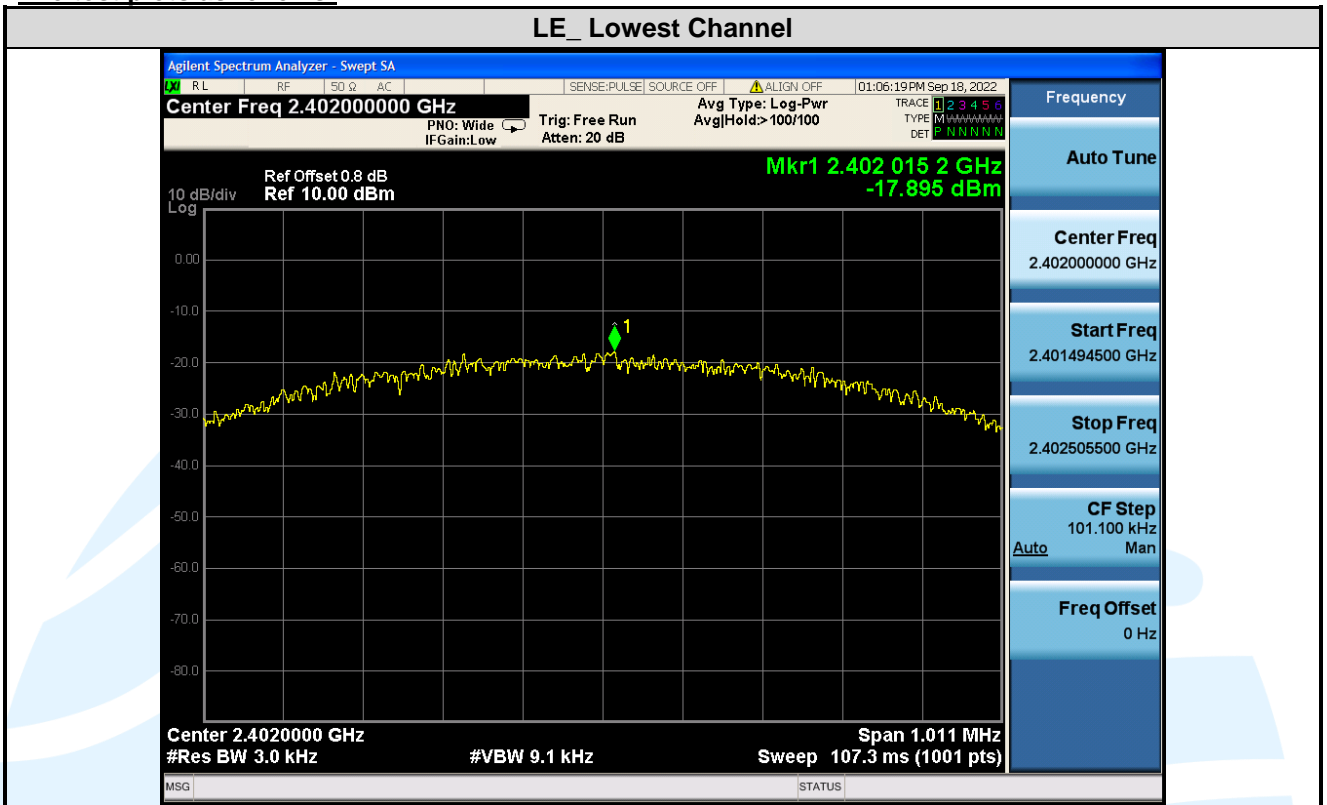 LE_ Lowest Channel
Agilent Spectrum Analyzer - Swept SA
LXI RL RF 50 Ω AC SENSE:PULSE SOURCE OFF ALIGN OFF 01:06:19 PM Sep 18, 2022
Center Freq 2.402000000 GHz
PNO: Wide
IFGain:Low
Trig: Free Run
Atten: 20 dB
Avg Type: Log-Pwr
Avg|Hold:> 100/100
TRACE 1 2 3 4 5 6
TYPE M
DET P N N N N N
Mkr1 2.402 015 2 GHz
-17.895 dBm
Ref Offset 0.8 dB
10 dB/div Ref 10.00 dBm
Log
0.00
-10.0
-20.0
-30.0
-40.0
-50.0
-60.0
-70.0
-80.0
1
Center 2.4020000 GHz Span 1.011 MHz
#Res BW 3.0 kHz #VBW 9.1 kHz Sweep 107.3 ms (1001 pts)
MSG STATUS
Frequency
Auto Tune
Center Freq
2.402000000 GHz
Start Freq
2.401494500 GHz
Stop Freq
2.402505500 GHz
CF Step
101.100 kHz
Auto Man
Freq Offset
0 Hz